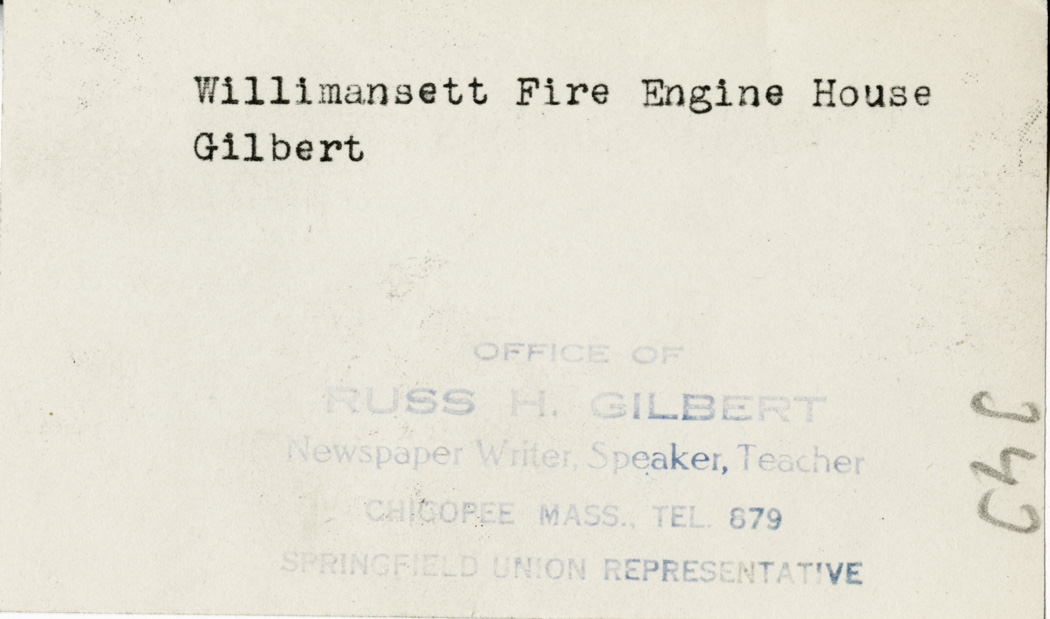 Willimansett Fire Engine House
Gilbert
OFFICE OF
RUSS H. GILBERT
Newspaper Writer, Speaker, Teacher
CHICOPEE MASS., TEL. 879
SPRINGFIELD UNION REPRESENTATIVE